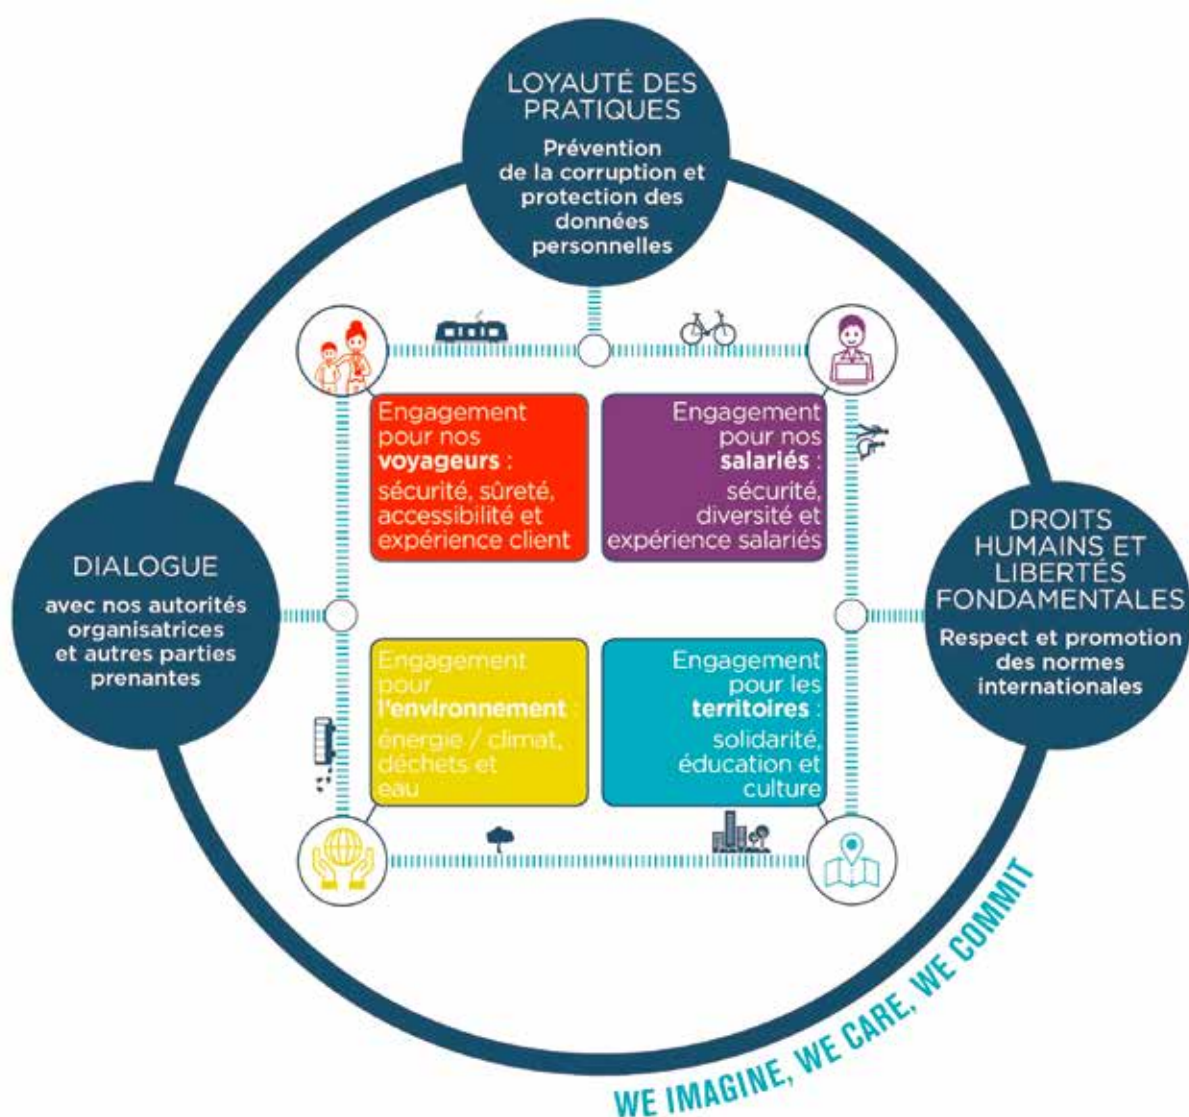 LOYAUTÉ DES
PRATIQUES
Prévention
de la corruption et
protection des
données
personnelles
Engagement
pour nos
voyageurs :
sécurité, sûreté,
accessibilité et
expérience client
Engagement
pour nos
salariés :
sécurité,
diversité et
expérience salariés
DIALOGUE
avec nos autorités
organisatrices
et autres parties
prenantes
DROITS
HUMAINS ET
LIBERTÉS
FONDAMENTALES
Respect et promotion
des normes
internationales
Engagement
pour
l'environnement :
énergie / climat,
déchets et
eau
Engagement
pour les
territoires :
solidarité,
éducation et
culture
WE IMAGINE, WE CARE, WE COMMIT